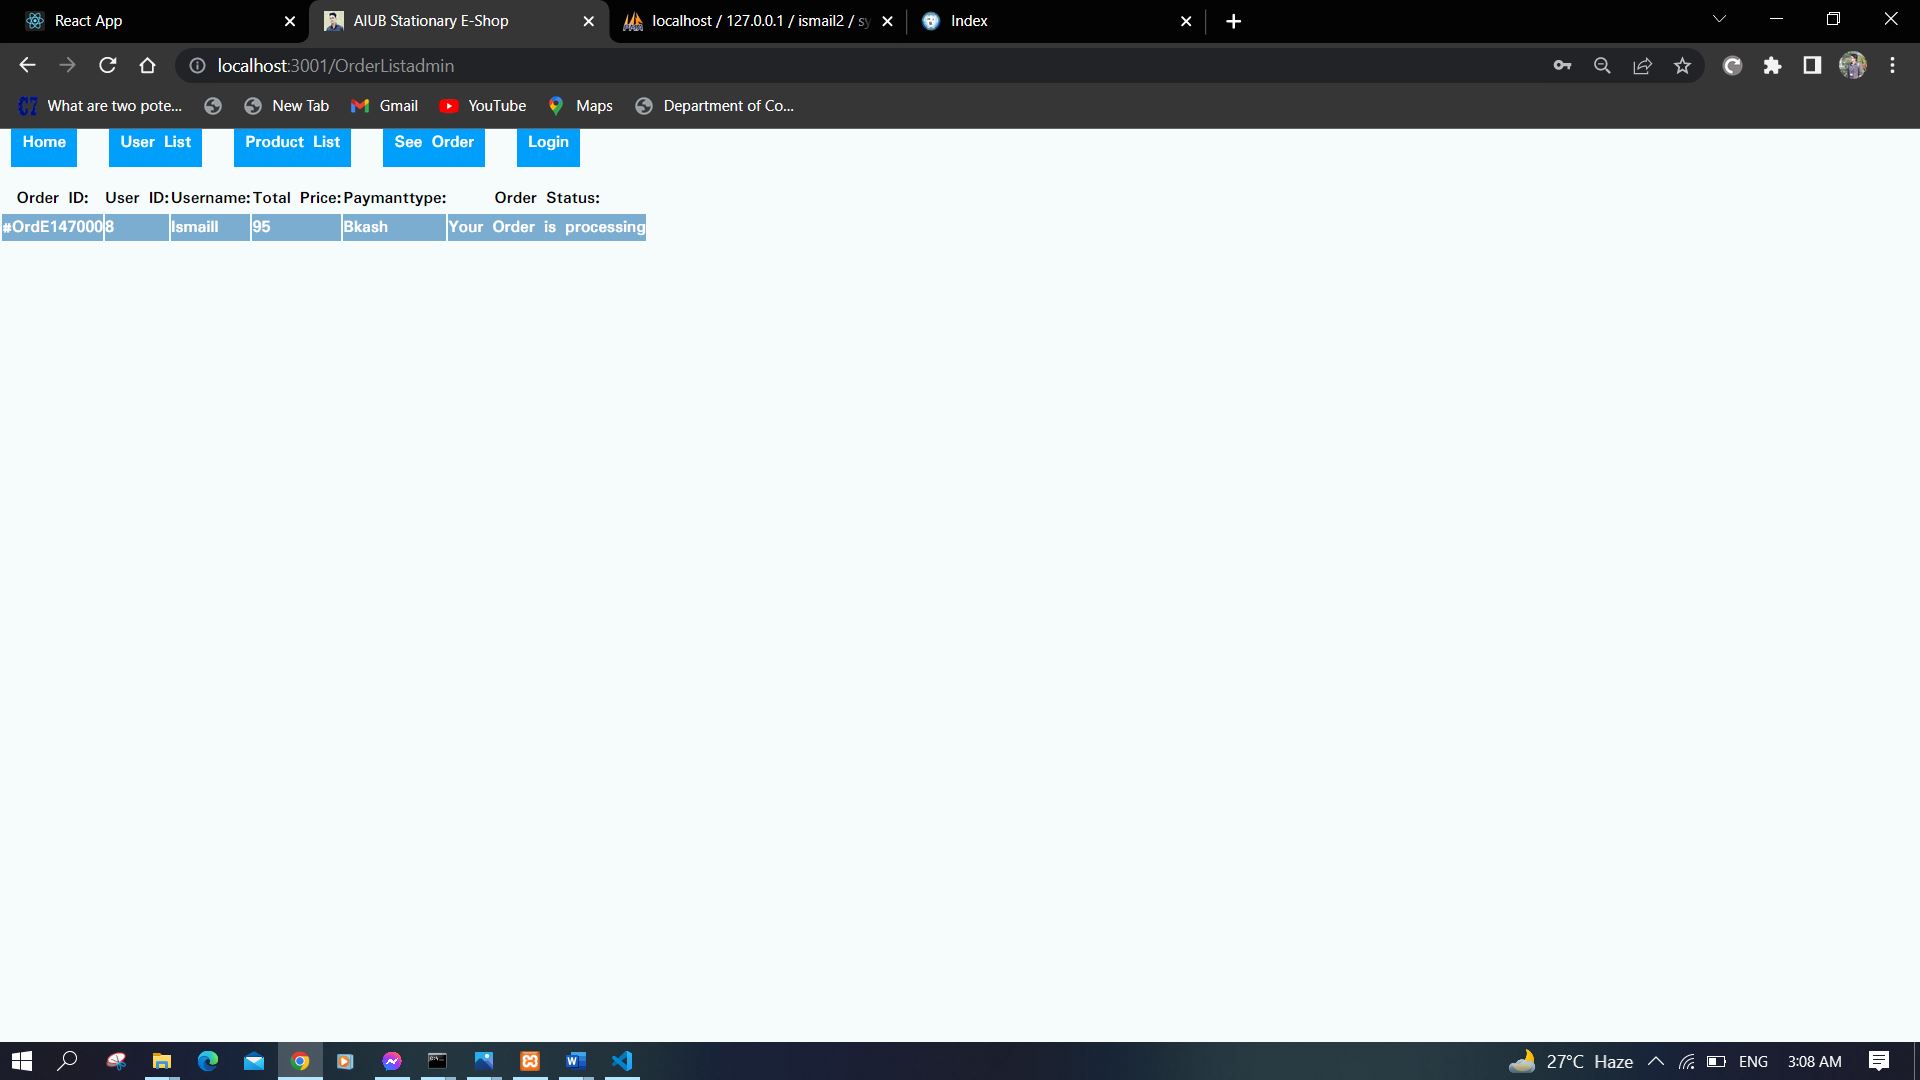 React App
AIUB Stationary E-Shop
localhost / 127.0.0.1 / ismail2 / sy
Index
localhost:3001/OrderListadmin
What are two pote...
New Tab
Gmail
YouTube
Maps
Department of Co...
Home
User List
Product List
See Order
Login
Order ID: User ID: Username: Total Price: Paymanttype: Order Status:
#OrdE147000 8 Ismaill 95 Bkash Your Order is processing
27°C Haze
ENG
3:08 AM